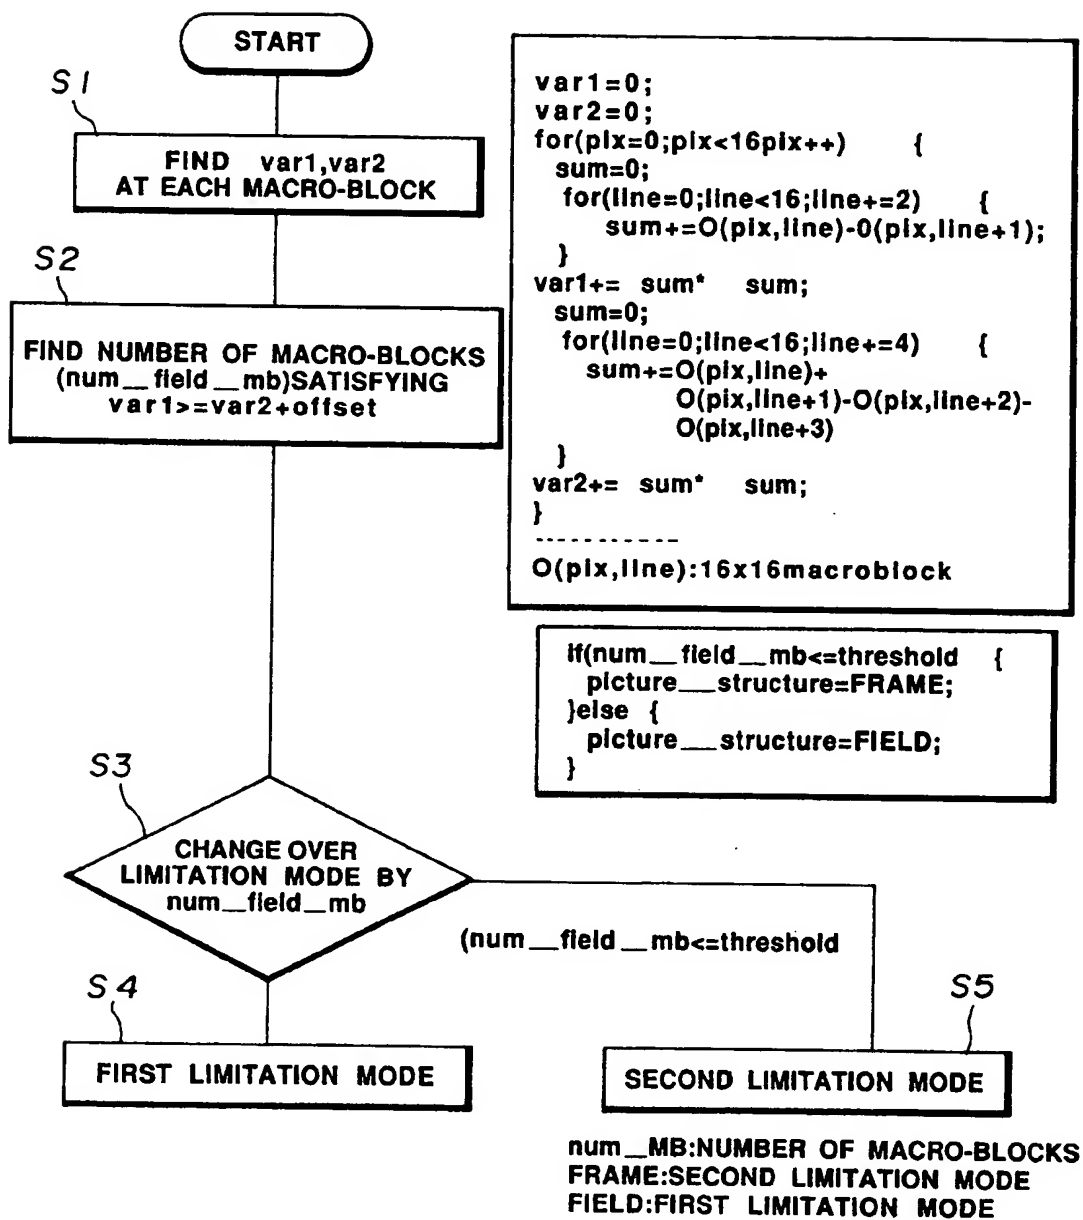 START
S1
FIND var1,var2
AT EACH MACRO-BLOCK
S2
FIND NUMBER OF MACRO-BLOCKS
(num__field__mb)SATISFYING
var1>=var2+offset
var1=0;
var2=0;
for(pix=0;pix<16pix++) {
sum=0;
for(line=0;line<16;line+=2) {
sum+=O(pix,line)-0(pix,line+1);
}
var1+= sum* sum;
sum=0;
for(line=0;line<16;line+=4) {
sum+=O(pix,line)+
O(pix,line+1)-O(pix,line+2)-
O(pix,line+3)
}
var2+= sum* sum;
}
-----------
O(pix,line):16x16macroblock
if(num__field__mb<=threshold {
picture__structure=FRAME;
}else {
picture__structure=FIELD;
}
S3
CHANGE OVER
LIMITATION MODE BY
num__field__mb
(num__field__mb<=threshold
S4
FIRST LIMITATION MODE
S5
SECOND LIMITATION MODE
num__MB:NUMBER OF MACRO-BLOCKS
FRAME:SECOND LIMITATION MODE
FIELD:FIRST LIMITATION MODE